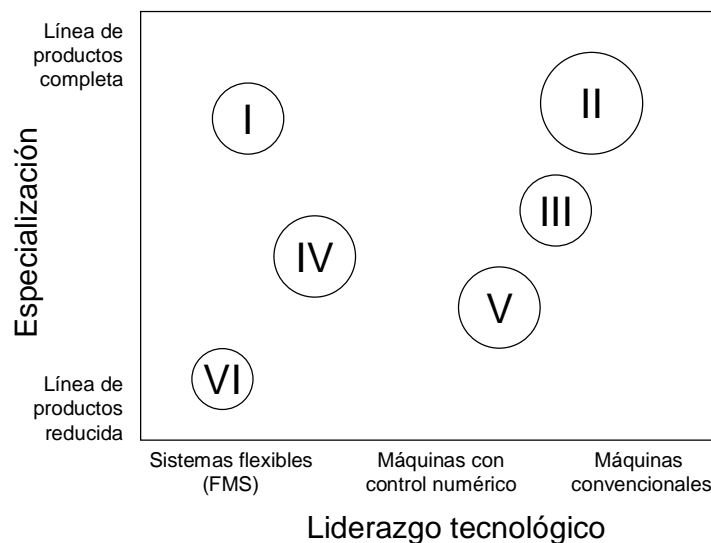 Línea de
productos
completa
Especialización
I
II
III
IV
V
VI
Línea de
productos
reducida
Sistemas flexibles
(FMS)
Máquinas con
control numérico
Máquinas
convencionales
Liderazgo tecnológico